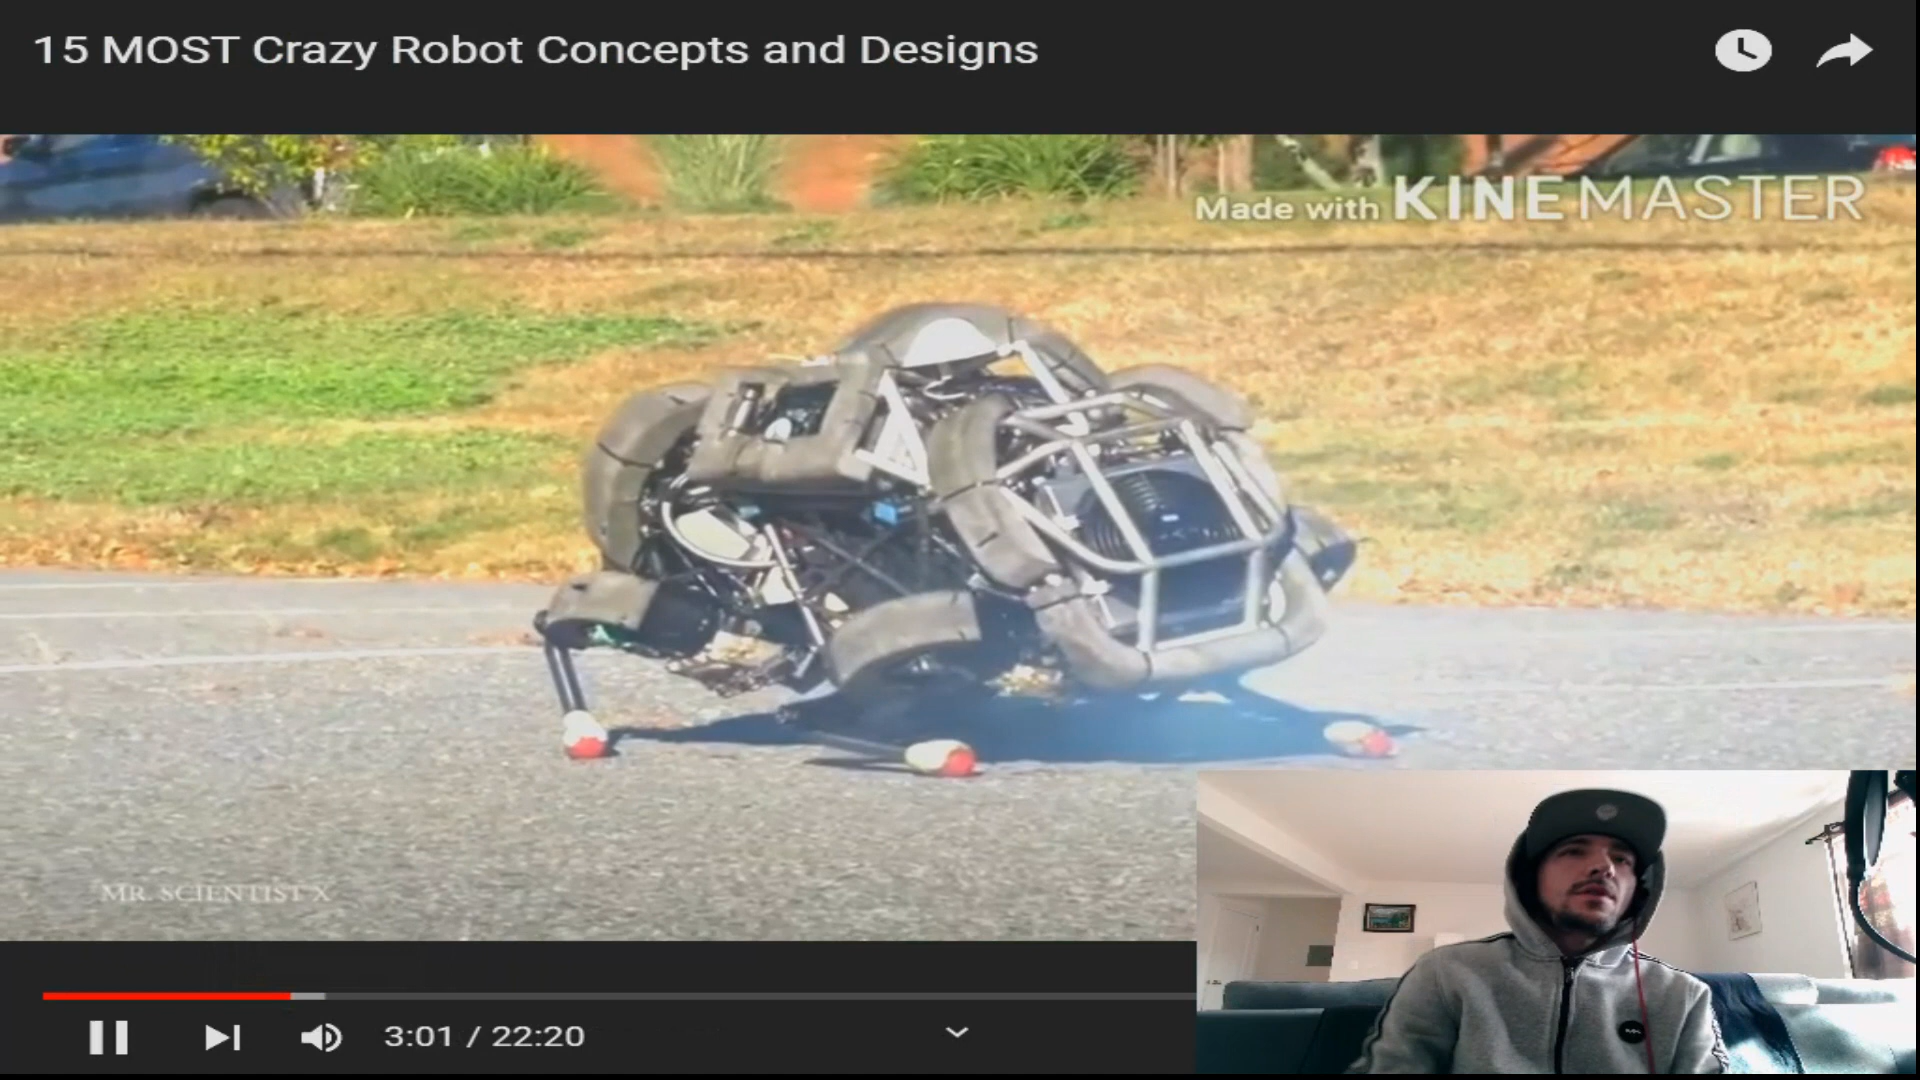 15 MOST Crazy Robot Concepts and Designs
Made with KINEMASTER
MR. SCIENTIST X
3:01 / 22:20